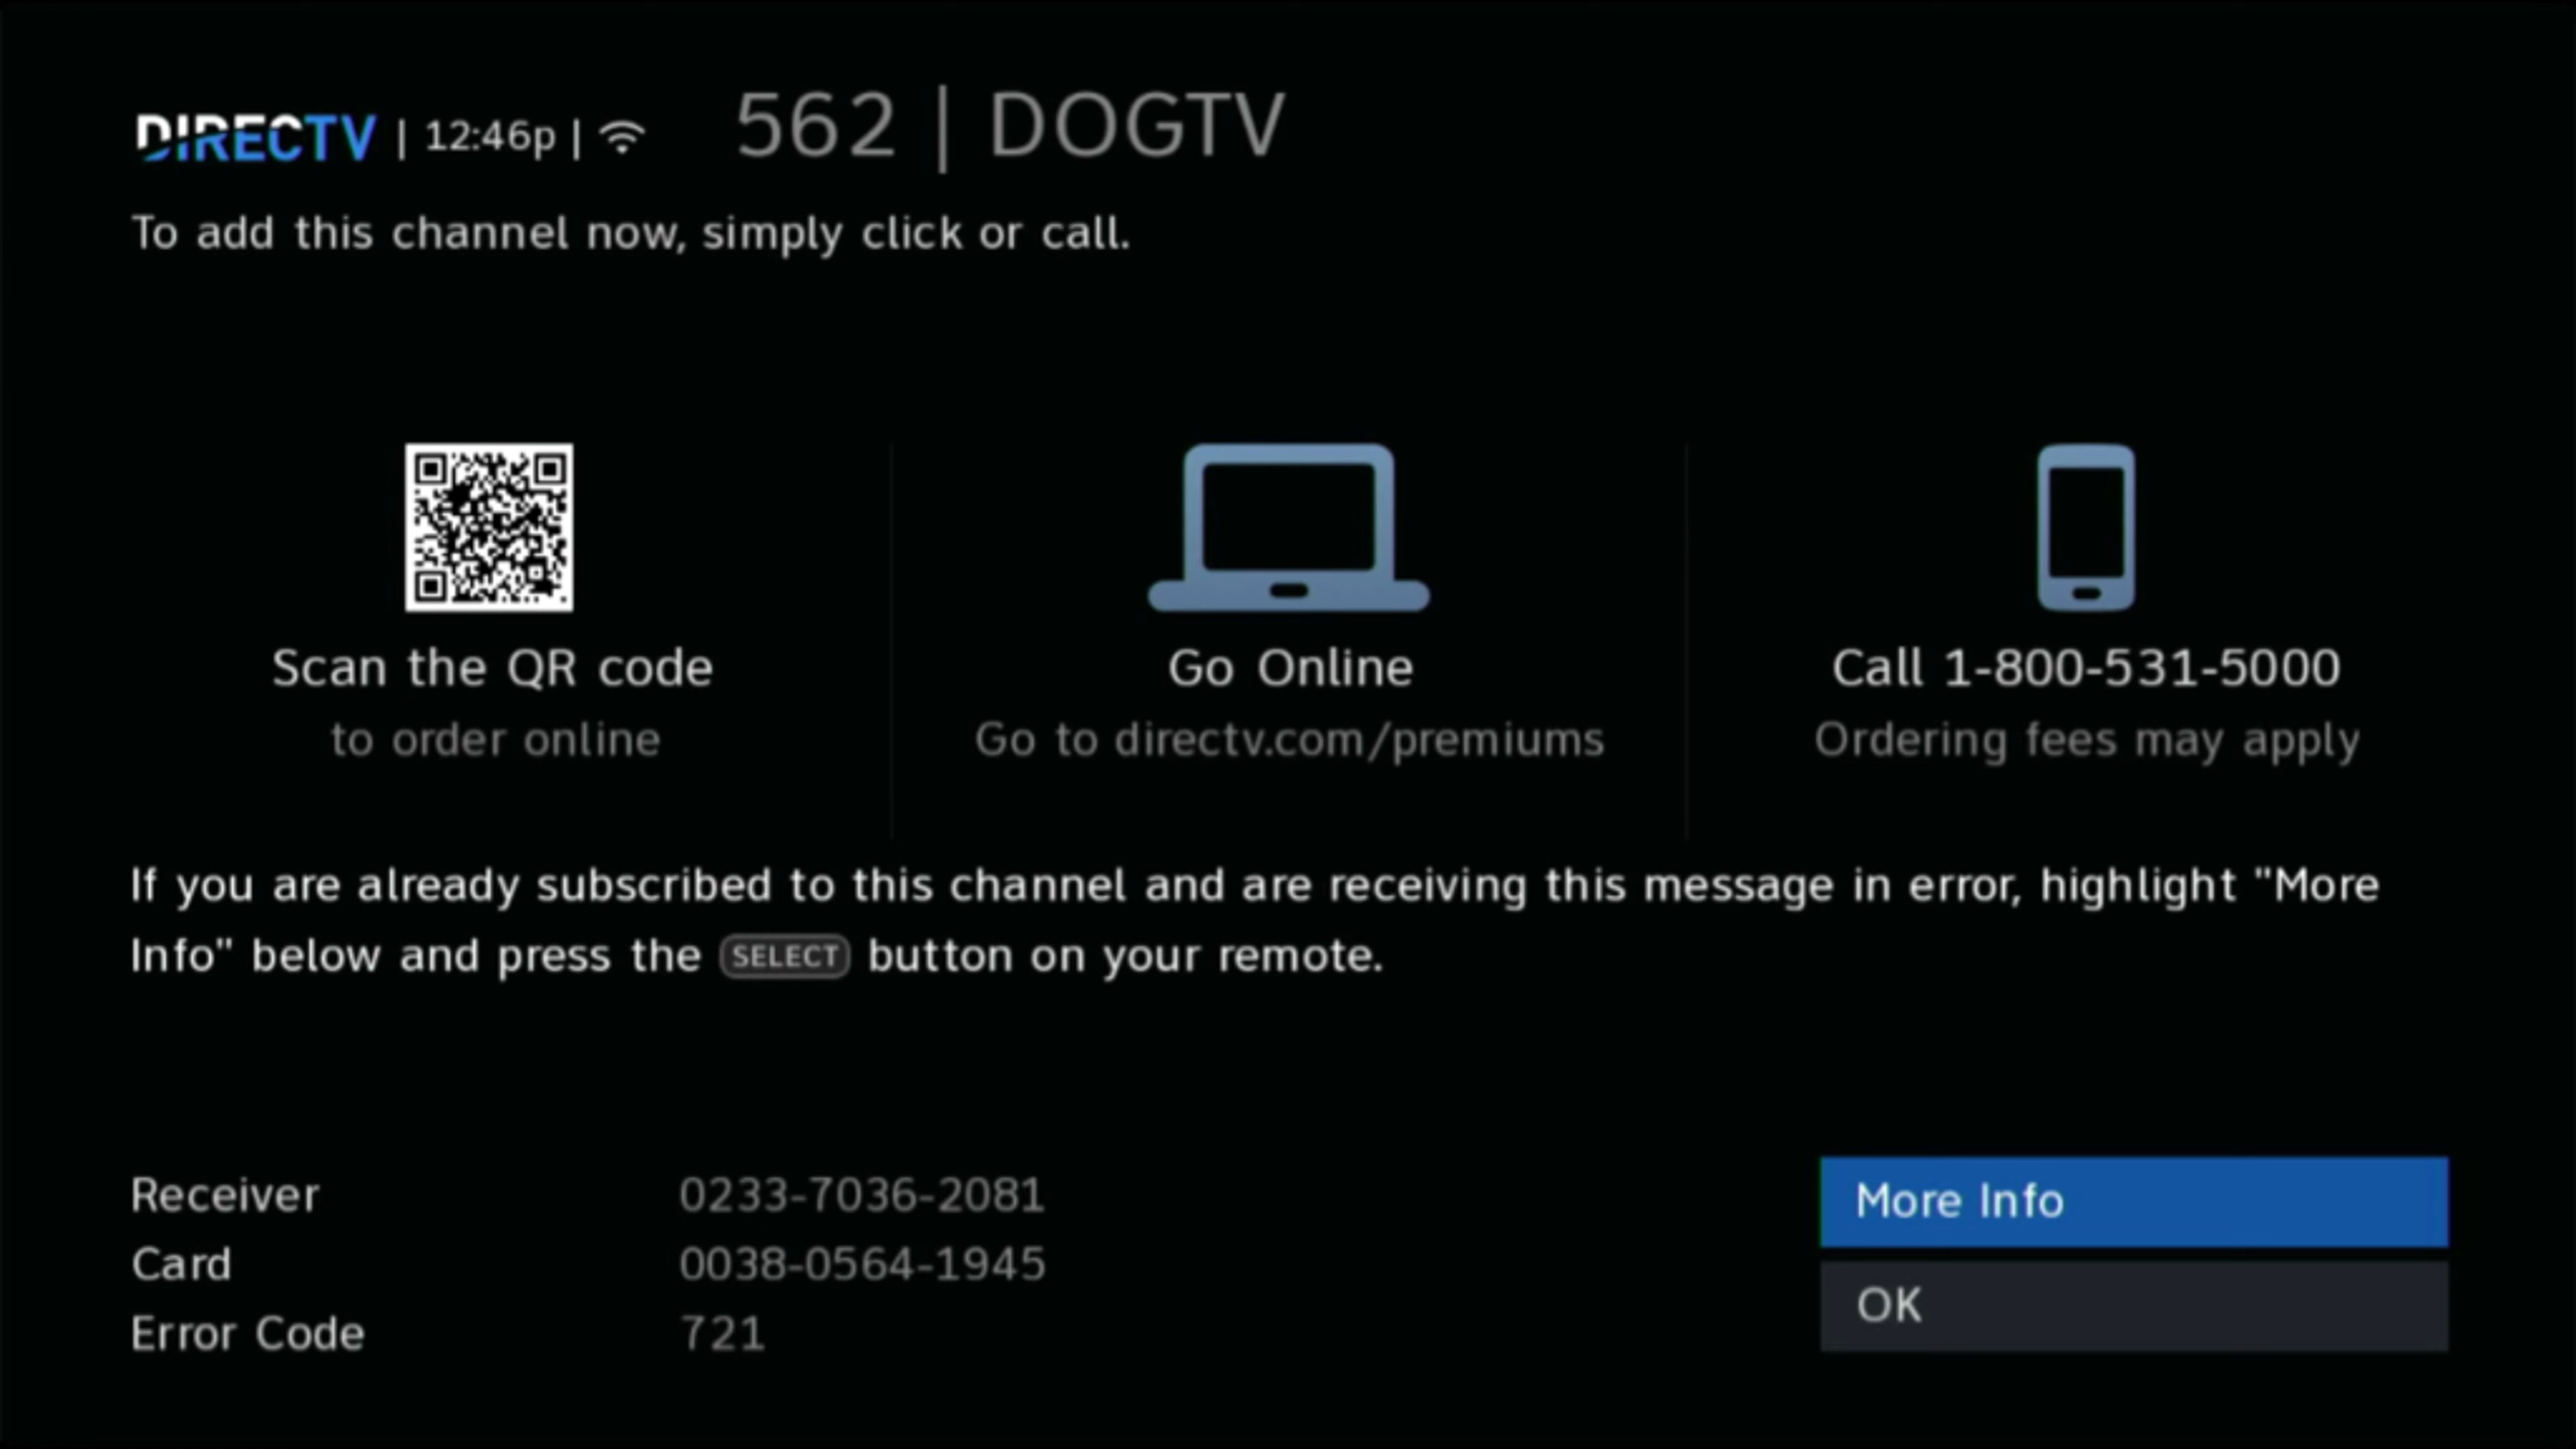 DIRECTV | 12:46p | 562 | DOGTV
To add this channel now, simply click or call.
Scan the QR code
to order online
Go Online
Go to directv.com/premiums
Call 1-800-531-5000
Ordering fees may apply
If you are already subscribed to this channel and are receiving this message in error, highlight "More
Info" below and press the SELECT button on your remote.
Receiver 0233-7036-2081
Card 0038-0564-1945
Error Code 721
More Info
OK